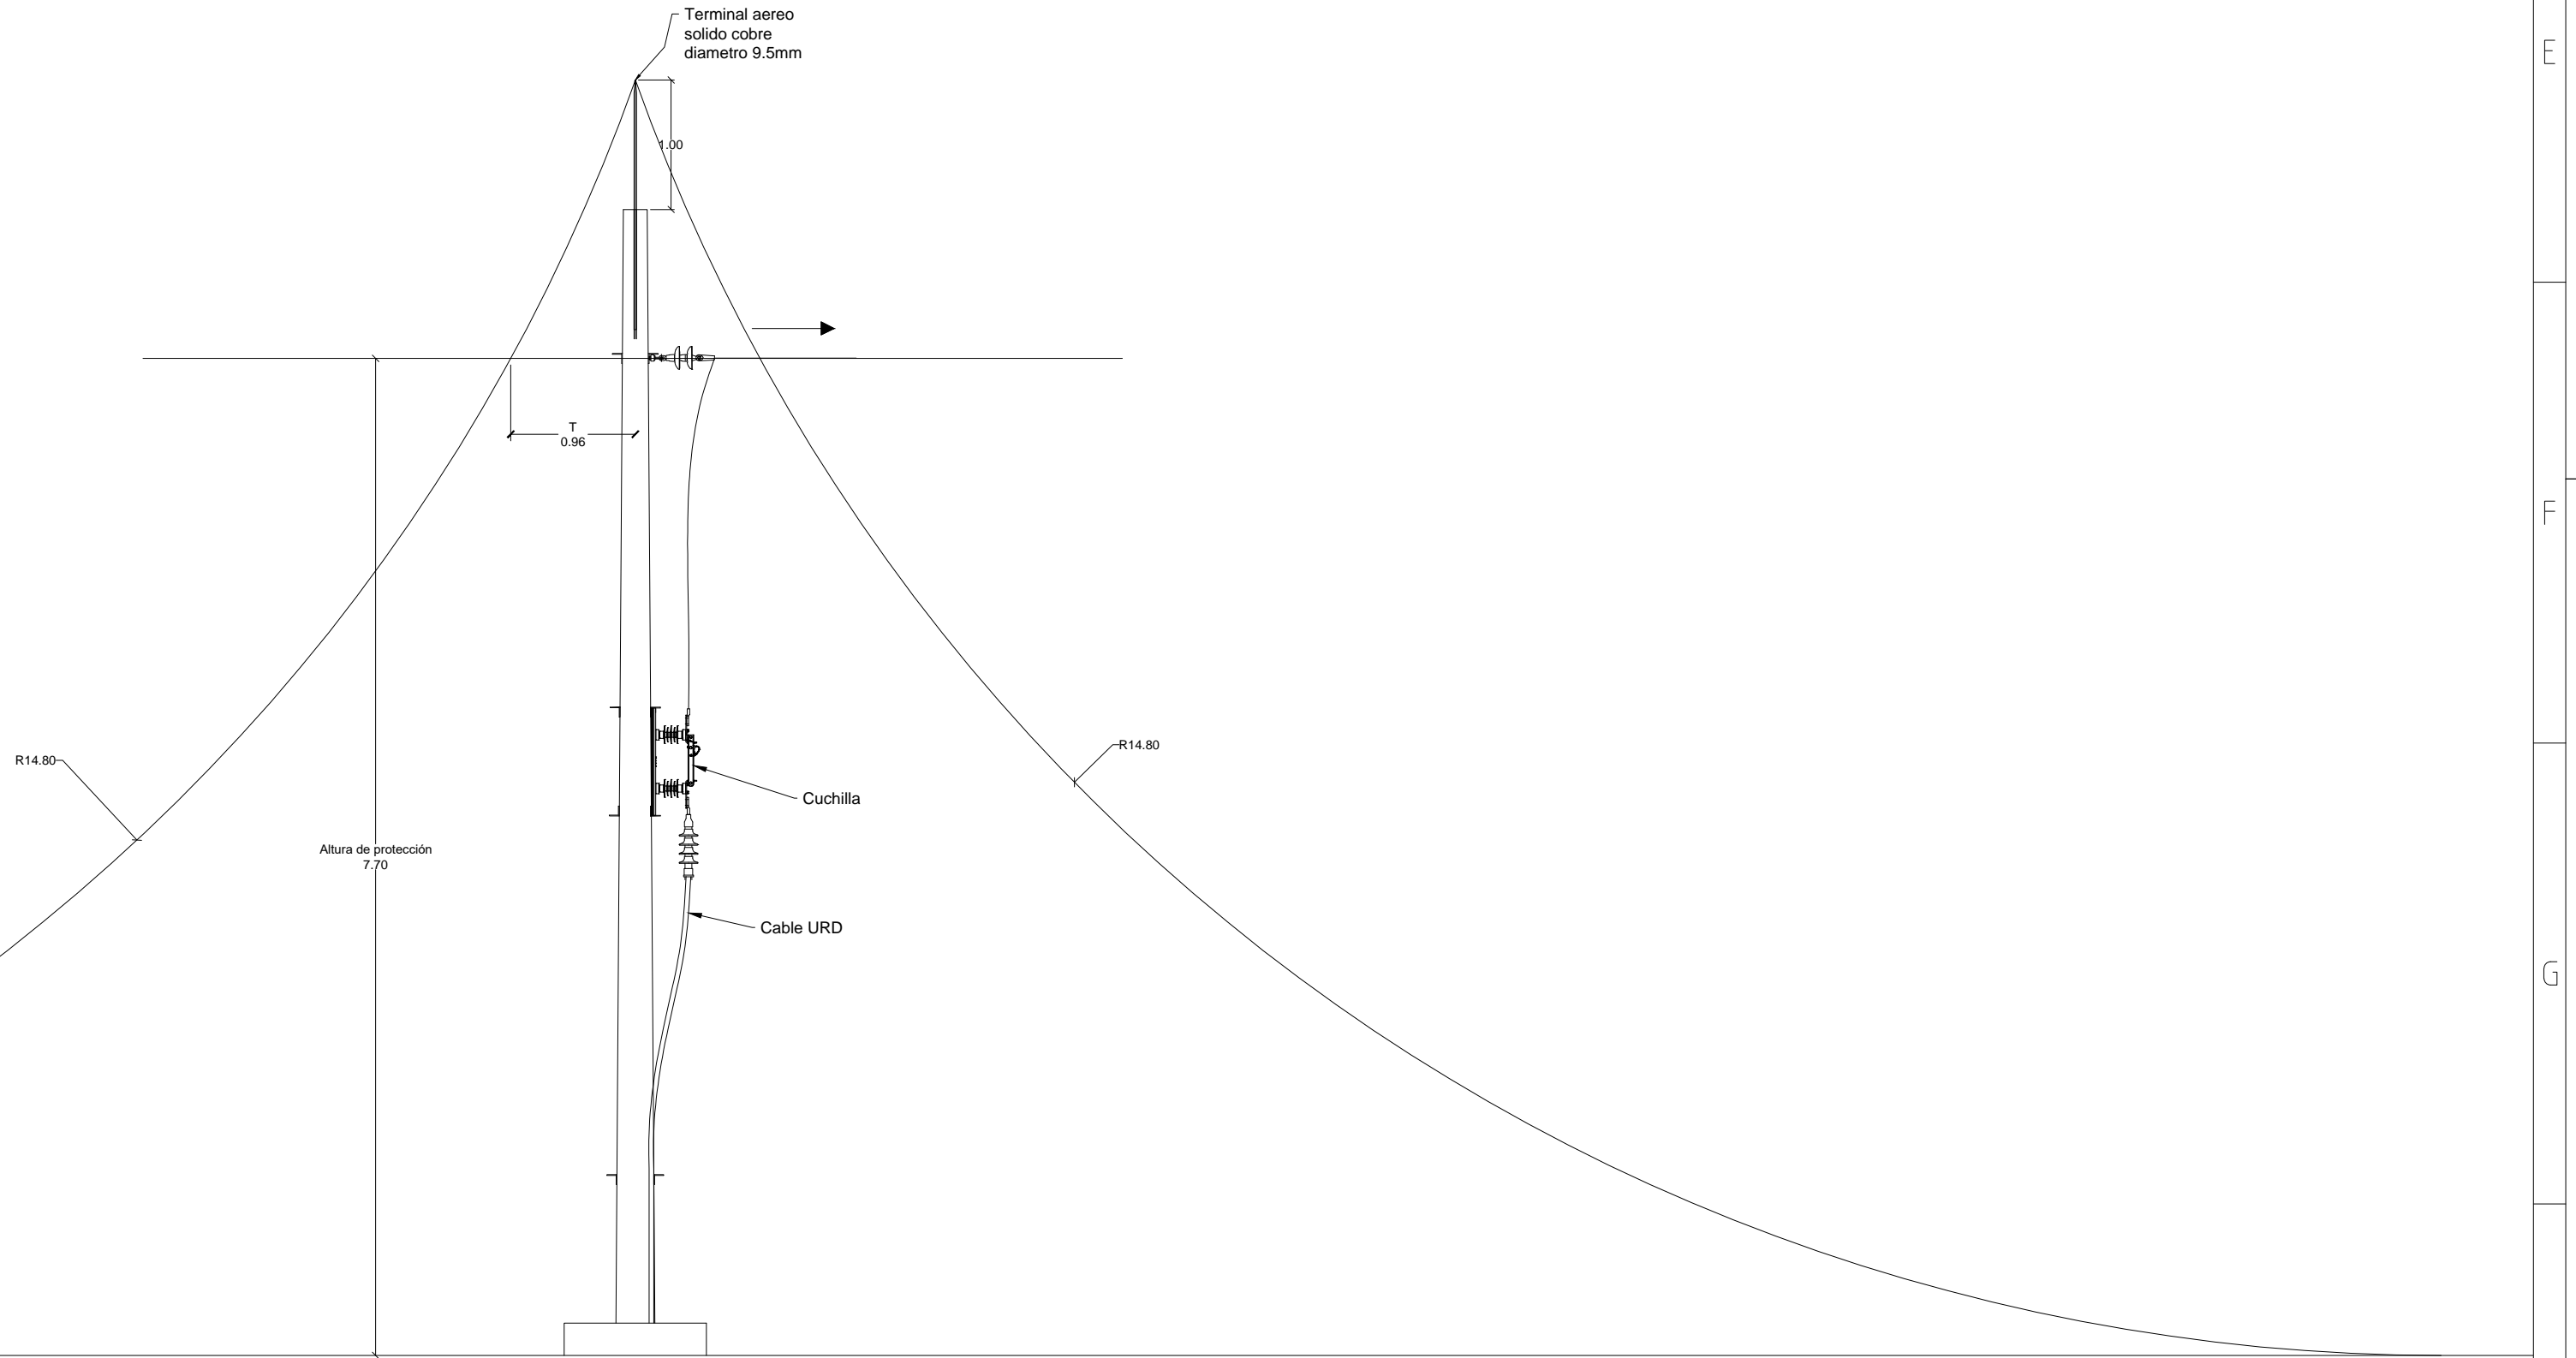 Terminal aereo
solido cobre
diametro 9.5mm
E
1.00
T
0.96
F
R14.80
R14.80
Cuchilla
Altura de protección
7.70
Cable URD
G